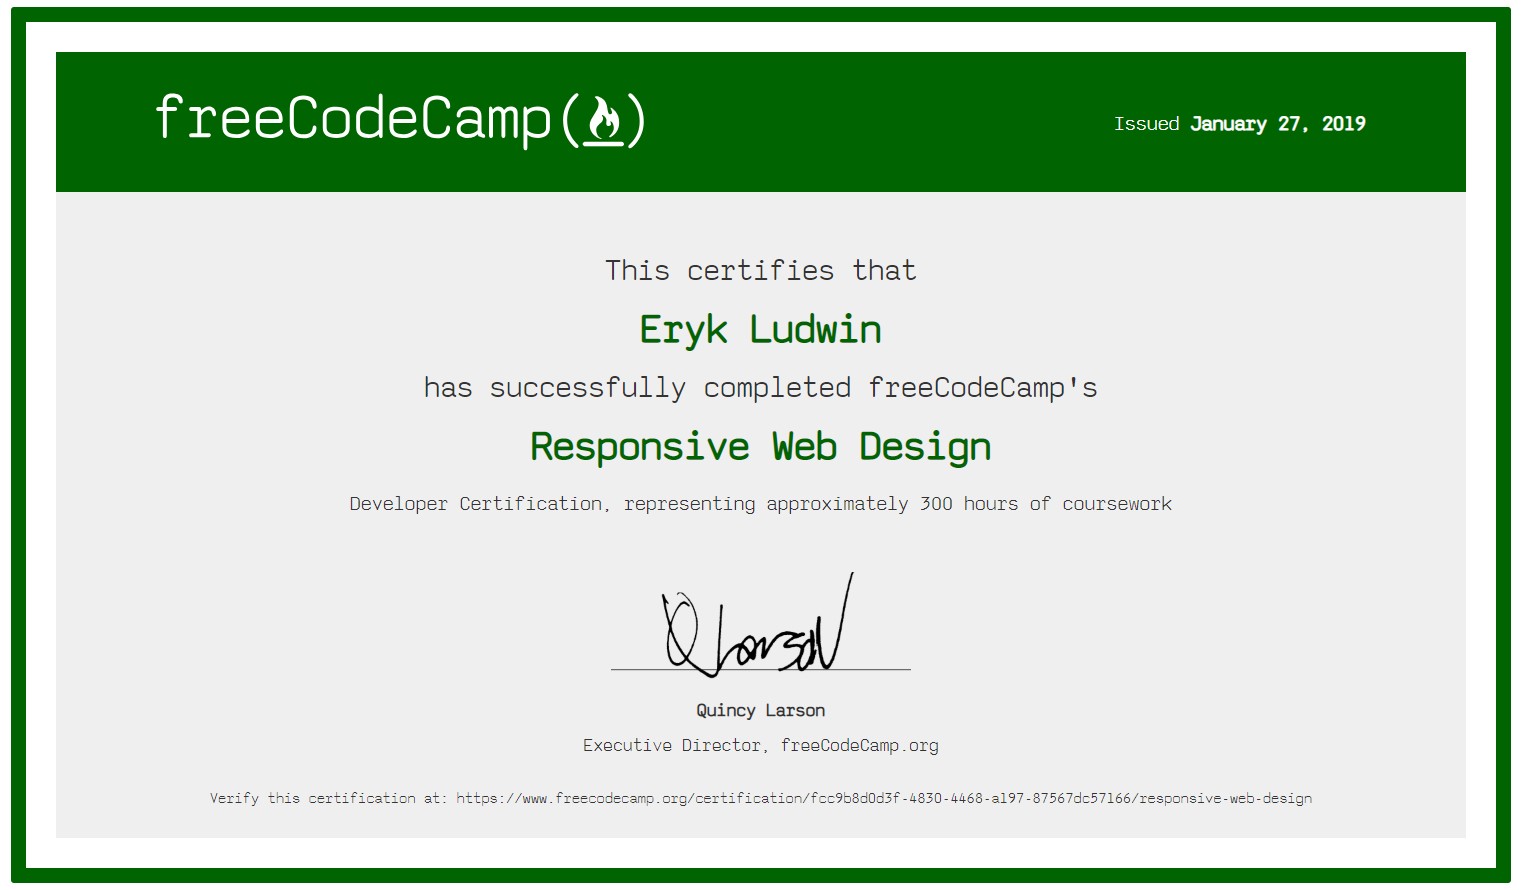 freeCodeCamp
Issued January 27, 2019
This certifies that
Eryk Ludwin
has successfully completed freeCodeCamp's
Responsive Web Design
Developer Certification, representing approximately 300 hours of coursework
Q Larson
Quincy Larson
Executive Director, freeCodeCamp.org
Verify this certification at: https://www.freecodecamp.org/certification/fcc9b8d0d3f-4830-4468-a197-87567dc57166/responsive-web-design